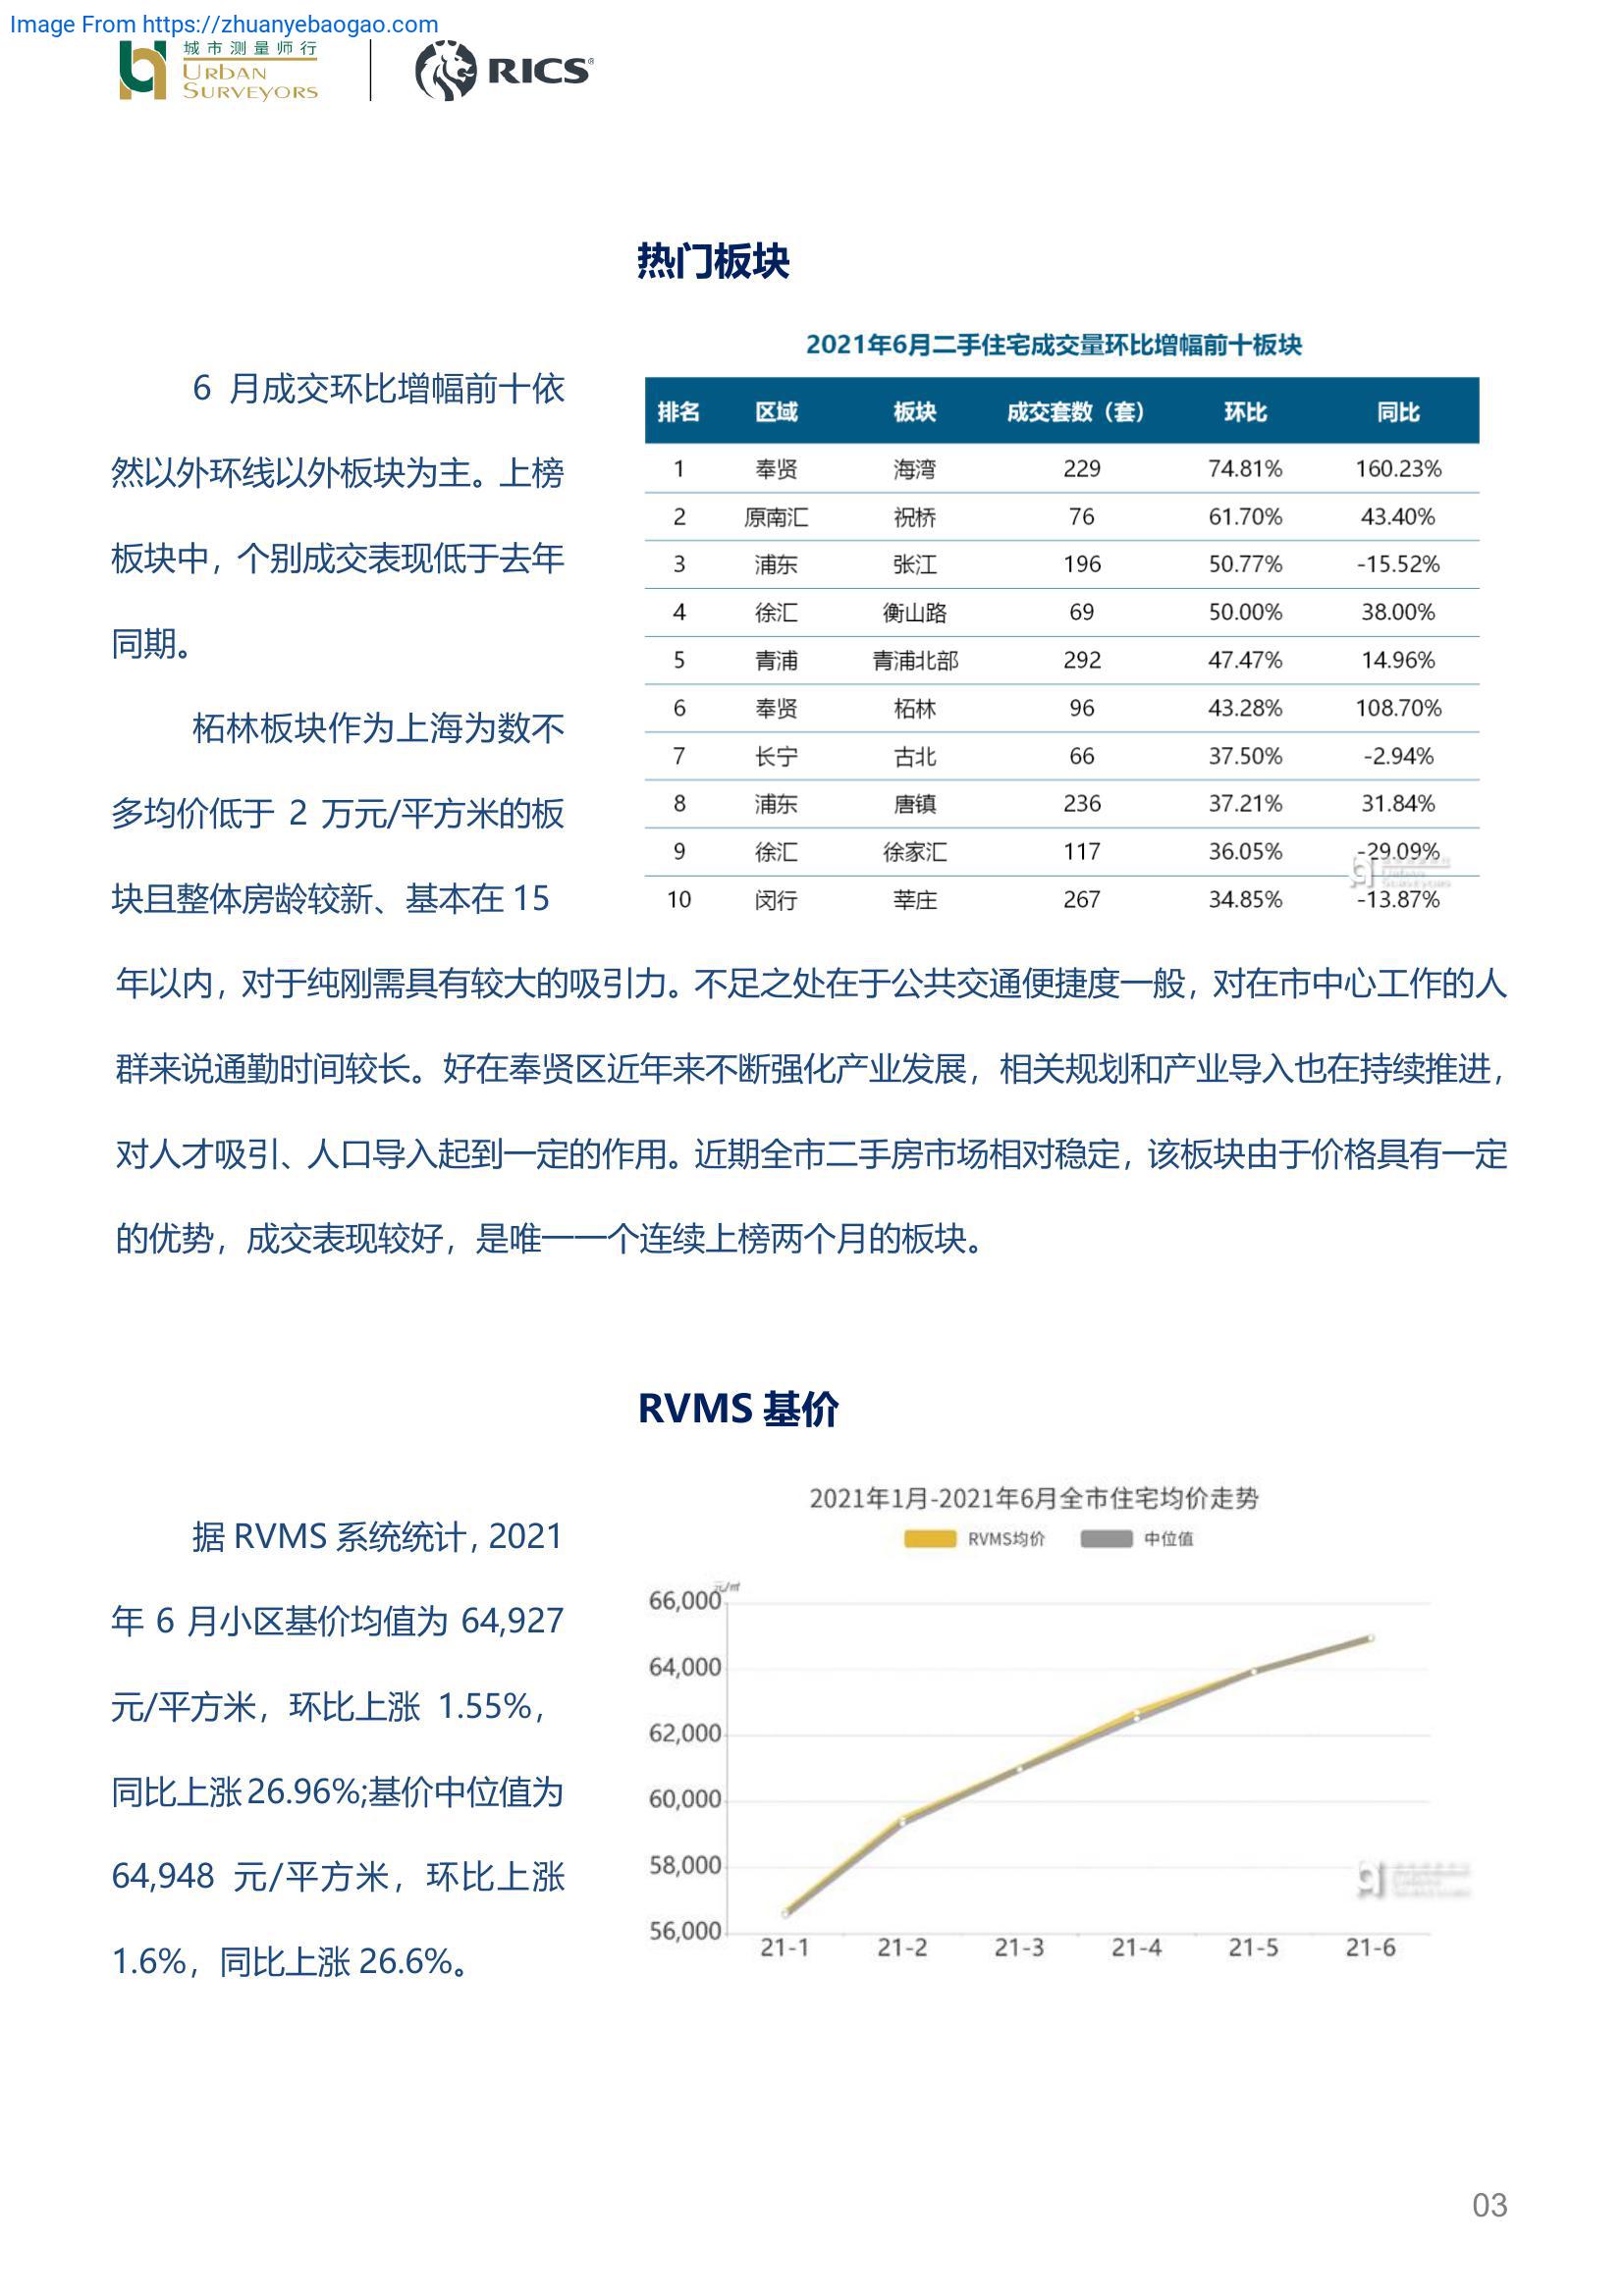 Image From https://zhuanyebaogao.com
城市测量师行
URBAN
SURVEYORS
RICS®
热门板块
6 月成交环比增幅前十依
然以外环线以外板块为主。上榜
板块中，个别成交表现低于去年
同期。
柘林板块作为上海为数不
多均价低于 2 万元/平方米的板
块且整体房龄较新、基本在 15
2021年6月二手住宅成交量环比增幅前十板块
排名 区域 板块 成交套数（套） 环比 同比
1 奉贤 海湾 229 74.81% 160.23%
2 原南汇 祝桥 76 61.70% 43.40%
3 浦东 张江 196 50.77% -15.52%
4 徐汇 衡山路 69 50.00% 38.00%
5 青浦 青浦北部 292 47.47% 14.96%
6 奉贤 柘林 96 43.28% 108.70%
7 长宁 古北 66 37.50% -2.94%
8 浦东 唐镇 236 37.21% 31.84%
9 徐汇 徐家汇 117 36.05% -29.09%
10 闵行 莘庄 267 34.85% -13.87%
年以内，对于纯刚需具有较大的吸引力。不足之处在于公共交通便捷度一般，对在市中心工作的人
群来说通勤时间较长。好在奉贤区近年来不断强化产业发展，相关规划和产业导入也在持续推进，
对人才吸引、人口导入起到一定的作用。近期全市二手房市场相对稳定，该板块由于价格具有一定
的优势，成交表现较好，是唯一一个连续上榜两个月的板块。
RVMS 基价
据 RVMS 系统统计，2021
年 6 月小区基价均值为 64,927
元/平方米，环比上涨 1.55%，
同比上涨 26.96%;基价中位值为
64,948 元/平方米，环比上涨
1.6%，同比上涨 26.6%。
2021年1月-2021年6月全市住宅均价走势
RVMS均价 中位值
元/㎡
66,000
64,000
62,000
60,000
58,000
56,000
21-1 21-2 21-3 21-4 21-5 21-6
03